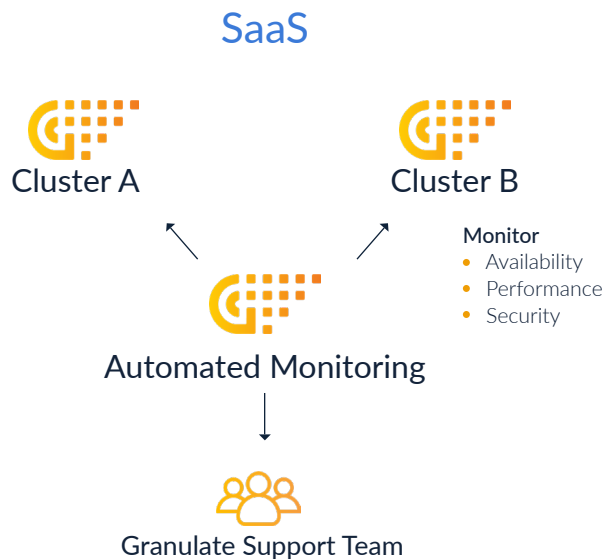 SaaS
Cluster A
Cluster B
Monitor
Availability
Performance
Security
Automated Monitoring
Granulate Support Team